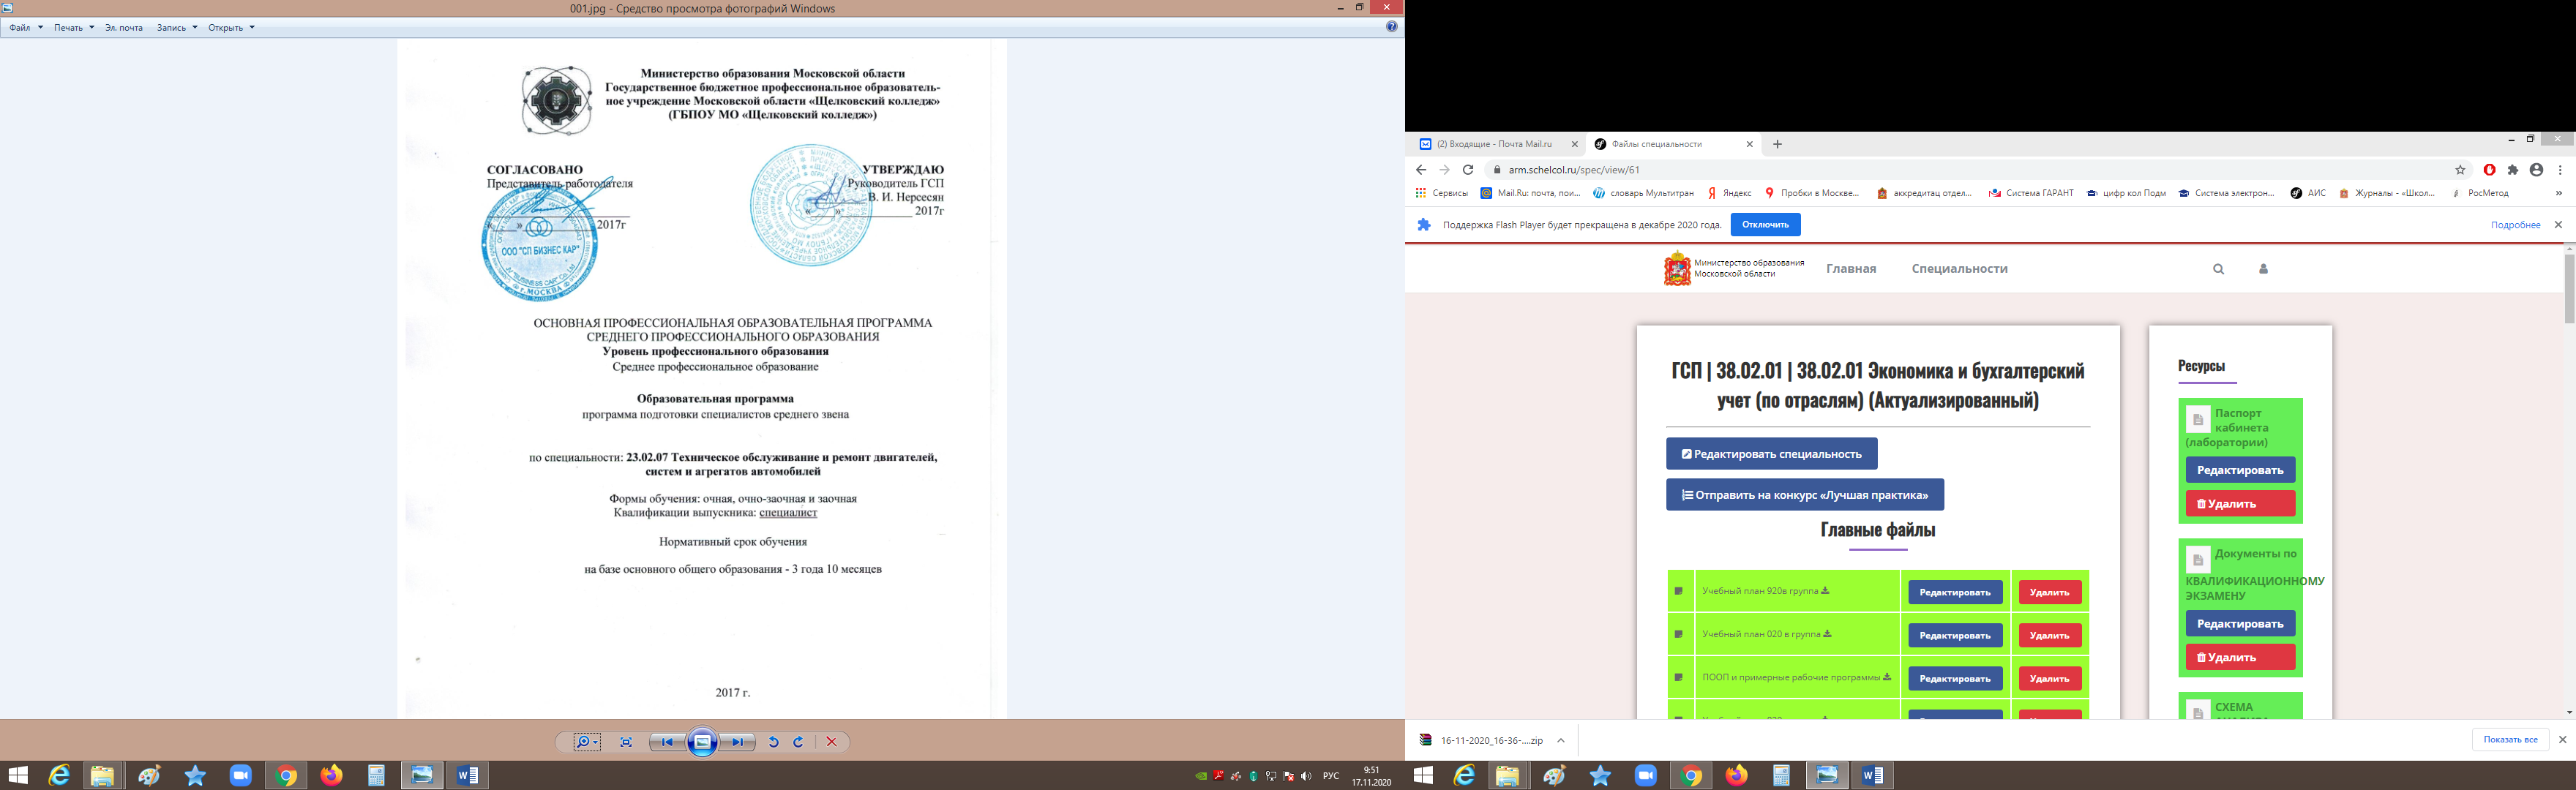 001.jpg - Средство просмотра фотографий Windows
Файл Печать Эл. почта Запись Открыть
Министерство образования Московской области
Государственное бюджетное профессиональное образователь-
ное учреждение Московской области «Щелковский колледж»
(ГБПОУ МО «Щелковский колледж»)
СОГЛАСОВАНО
Представитель работодателя
2017г
ООО "СП БИЗНЕС КАР"
г. МОСКВА
УТВЕРЖДАЮ
Руководитель ГСП
В. И. Нерсесян
« » 2017г
ОСНОВНАЯ ПРОФЕССИОНАЛЬНАЯ ОБРАЗОВАТЕЛЬНАЯ ПРОГРАММА
СРЕДНЕГО ПРОФЕССИОНАЛЬНОГО ОБРАЗОВАНИЯ
Уровень профессионального образования
Среднее профессиональное образование
Образовательная программа
программа подготовки специалистов среднего звена
по специальности: 23.02.07 Техническое обслуживание и ремонт двигателей,
систем и агрегатов автомобилей
Формы обучения: очная, очно-заочная и заочная
Квалификации выпускника: специалист
Нормативный срок обучения
на базе основного общего образования - 3 года 10 месяцев
2017 г.
РУС
9:51
17.11.2020
(2) Входящие - Почта Mail.ru
Файлы специальности
arm.schelcol.ru/spec/view/61
Сервисы Mail.Ru: почта, пои... словарь Мультитран Яндекс Пробки в Москве... аккредитац отдел... Система ГАРАНТ цифр кол Подм Система электрон... АИС Журналы - «Школ... РосМетод »
Поддержка Flash Player будет прекращена в декабре 2020 года. Отключить Подробнее
Министерство образования
Московской области
Главная Специальности
ГСП | 38.02.01 | 38.02.01 Экономика и бухгалтерский
учет (по отраслям) (Актуализированный)
Редактировать специальность
Отправить на конкурс «Лучшая практика»
Главные файлы
Учебный план 920в группа Редактировать Удалить
Учебный план 020 в группа Редактировать Удалить
ПООП и примерные рабочие программы Редактировать Удалить
Ресурсы
Паспорт
кабинета
(лаборатории)
Редактировать
Удалить
Документы по
КВАЛИФИКАЦИОННОМУ
ЭКЗАМЕНУ
Редактировать
Удалить
СХЕМА
16-11-2020_16-36-....zip
Показать все